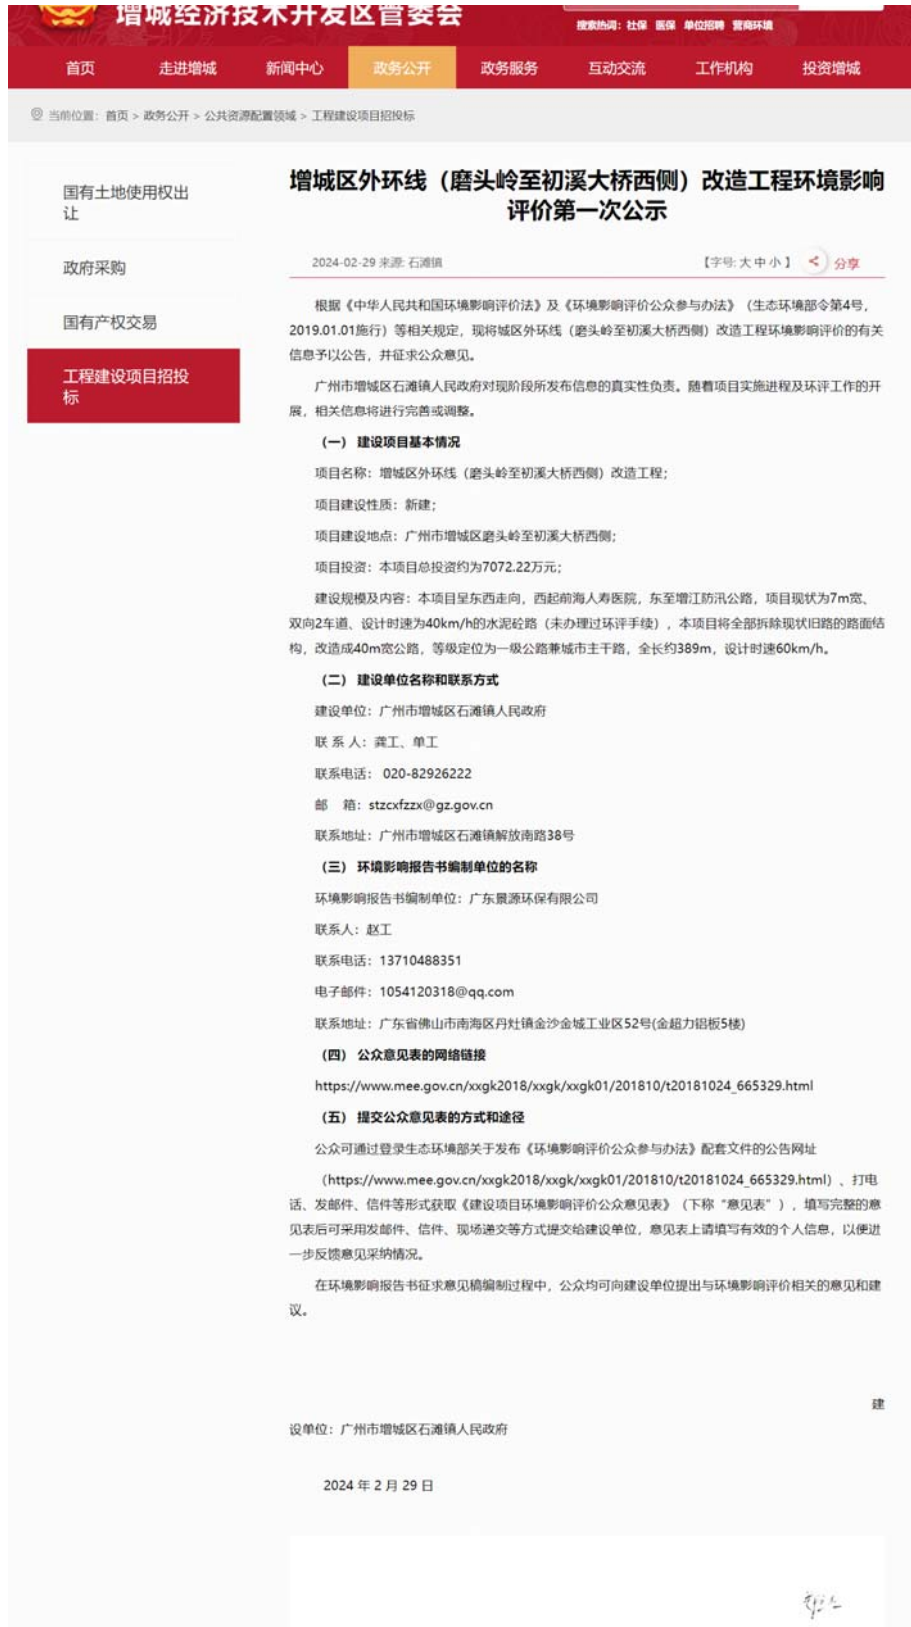 增城经济技术开发区管委会
搜索热词：社保 医保 单位招聘 营商环境
首页 走进增城 新闻中心 政务公开 政务服务 互动交流 工作机构 投资增城
当前位置：首页 > 政务公开 > 公共资源配置领域 > 工程建设项目招投标
国有土地使用权出
让
政府采购
国有产权交易
工程建设项目招投
标
增城区外环线（磨头岭至初溪大桥西侧）改造工程环境影响
评价第一次公示
2024-02-29 来源: 石滩镇
【字号: 大 中 小 】 分享
根据《中华人民共和国环境影响评价法》及《环境影响评价公众参与办法》（生态环境部令第4号，
2019.01.01施行）等相关规定，现将城区外环线（磨头岭至初溪大桥西侧）改造工程环境影响评价的有关
信息予以公告，并征求公众意见。
广州市增城区石滩镇人民政府对现阶段所发布信息的真实性负责。随着项目实施进程及环评工作的开
展，相关信息将进行完善或调整。
（一） 建设项目基本情况
项目名称：增城区外环线（磨头岭至初溪大桥西侧）改造工程；
项目建设性质：新建；
项目建设地点：广州市增城区磨头岭至初溪大桥西侧；
项目投资：本项目总投资约为7072.22万元；
建设规模及内容：本项目呈东西走向，西起前海人寿医院，东至增江防汛公路，项目现状为7m宽、
双向2车道、设计时速为40km/h的水泥砼路（未办理过环评手续），本项目将全部拆除现状旧路的路面结
构，改造成40m宽公路，等级定位为一级公路兼城市主干路，全长约389m，设计时速60km/h。
（二） 建设单位名称和联系方式
建设单位：广州市增城区石滩镇人民政府
联 系 人：龚工、单工
联系电话： 020-82926222
邮 箱：stzcxfzzx@gz.gov.cn
联系地址：广州市增城区石滩镇解放南路38号
（三） 环境影响报告书编制单位的名称
环境影响报告书编制单位：广东景源环保有限公司
联系人：赵工
联系电话：13710488351
电子邮件：1054120318@qq.com
联系地址：广东省佛山市南海区丹灶镇金沙金城工业区52号(金超力铝板5楼)
（四） 公众意见表的网络链接
https://www.mee.gov.cn/xxgk2018/xxgk/xxgk01/201810/t20181024_665329.html
（五） 提交公众意见表的方式和途径
公众可通过登录生态环境部关于发布《环境影响评价公众参与办法》配套文件的公告网址
（https://www.mee.gov.cn/xxgk2018/xxgk/xxgk01/201810/t20181024_665329.html）、打电
话、发邮件、信件等形式获取《建设项目环境影响评价公众意见表》（下称“意见表”），填写完整的意
见表后可采用发邮件、信件、现场递交等方式提交给建设单位，意见表上请填写有效的个人信息，以便进
一步反馈意见采纳情况。
在环境影响报告书征求意见稿编制过程中，公众均可向建设单位提出与环境影响评价相关的意见和建
议。
建
设单位：广州市增城区石滩镇人民政府
2024 年 2 月 29 日